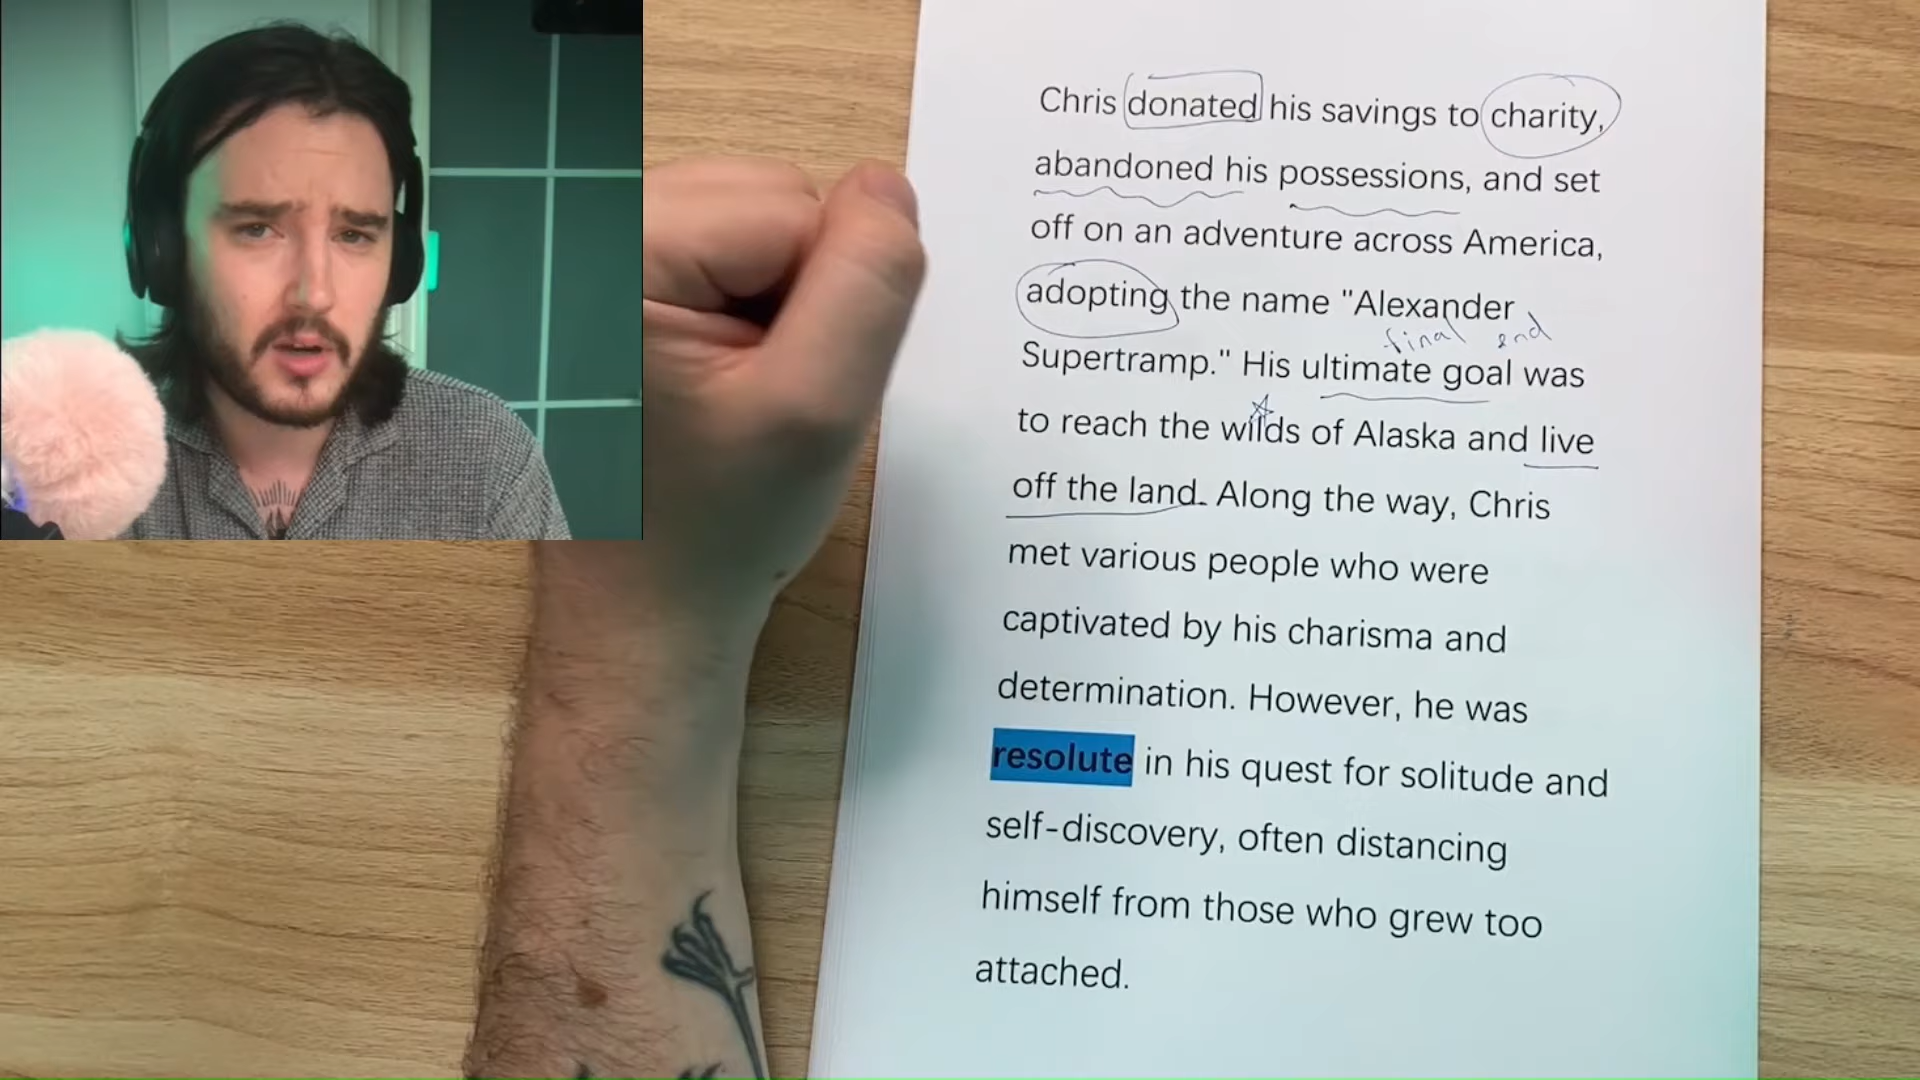 Chris donated his savings to charity,
abandoned his possessions, and set
off on an adventure across America,
adopting the name "Alexander
final end
Supertramp." His ultimate goal was
to reach the wilds of Alaska and live
off the land. Along the way, Chris
met various people who were
captivated by his charisma and
determination. However, he was
resolute in his quest for solitude and
self-discovery, often distancing
himself from those who grew too
attached.